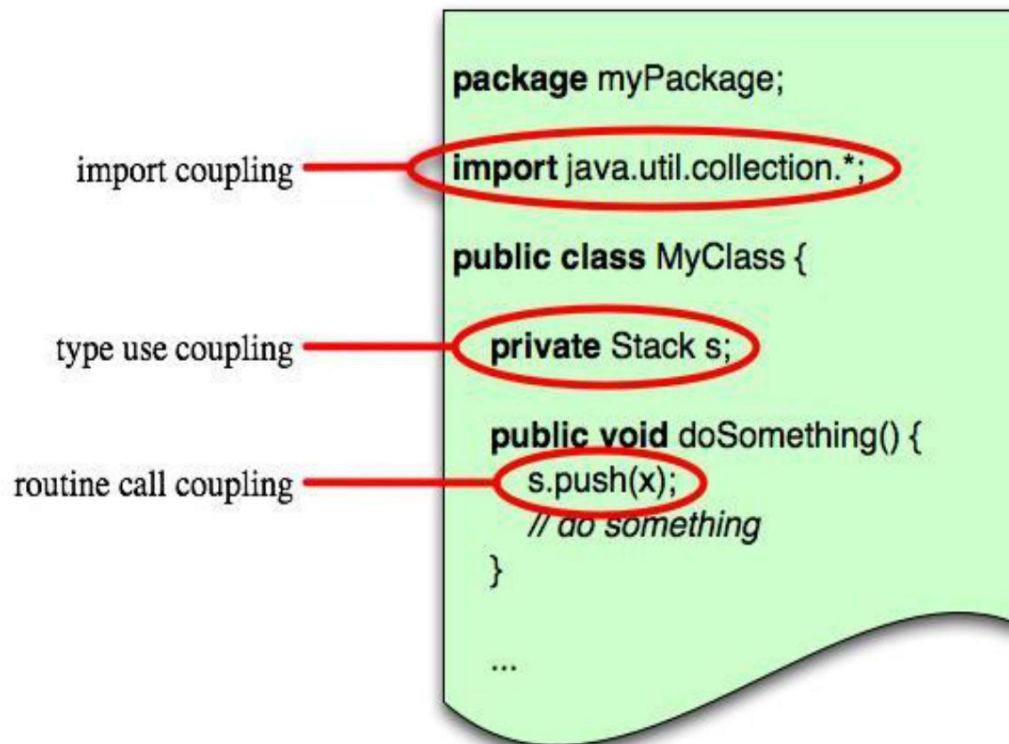 package myPackage;
import coupling
import java.util.collection.*;
public class MyClass {
type use coupling
private Stack s;
public void doSomething() {
routine call coupling
s.push(x);
// do something
}
...